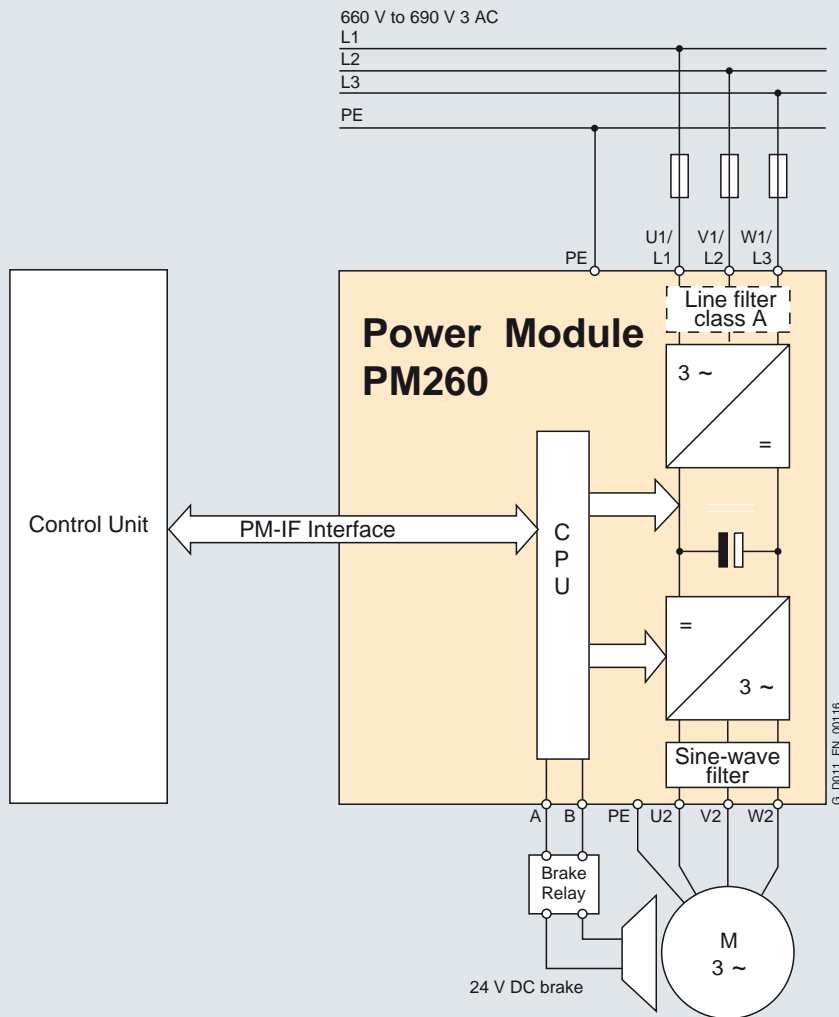 660 V to 690 V 3 AC
L1
L2
L3
PE
U1/ V1/ W1/
PE L1 L2 L3
Line filter
class A
Power Module
PM260
3 ~
=
Control Unit
PM-IF Interface
C
P
U
=
3 ~
Sine-wave
filter
G_D011_EN_00116
A B PE U2 V2 W2
Brake
Relay
M
3 ~
24 V DC brake